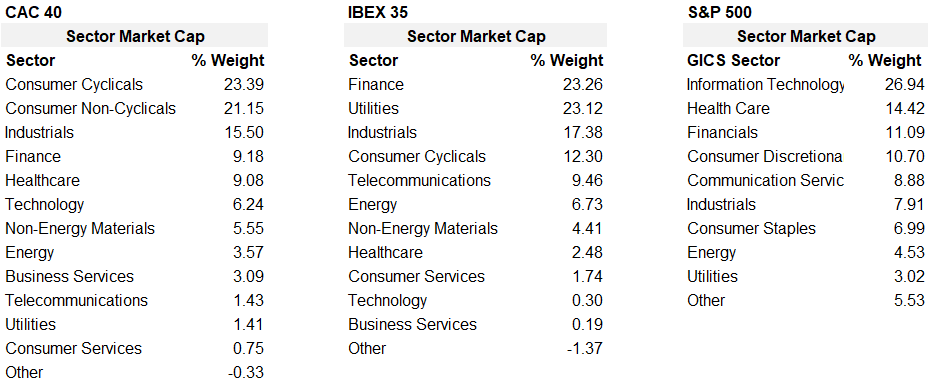 CAC 40
Sector Market Cap
Sector % Weight
Consumer Cyclicals 23.39
Consumer Non-Cyclicals 21.15
Industrials 15.50
Finance 9.18
Healthcare 9.08
Technology 6.24
Non-Energy Materials 5.55
Energy 3.57
Business Services 3.09
Telecommunications 1.43
Utilities 1.41
Consumer Services 0.75
Other -0.33
IBEX 35
Sector Market Cap
Sector % Weight
Finance 23.26
Utilities 23.12
Industrials 17.38
Consumer Cyclicals 12.30
Telecommunications 9.46
Energy 6.73
Non-Energy Materials 4.41
Healthcare 2.48
Consumer Services 1.74
Technology 0.30
Business Services 0.19
Other -1.37
S&P 500
Sector Market Cap
GICS Sector % Weight
Information Technology 26.94
Health Care 14.42
Financials 11.09
Consumer Discretiona 10.70
Communication Servic 8.88
Industrials 7.91
Consumer Staples 6.99
Energy 4.53
Utilities 3.02
Other 5.53